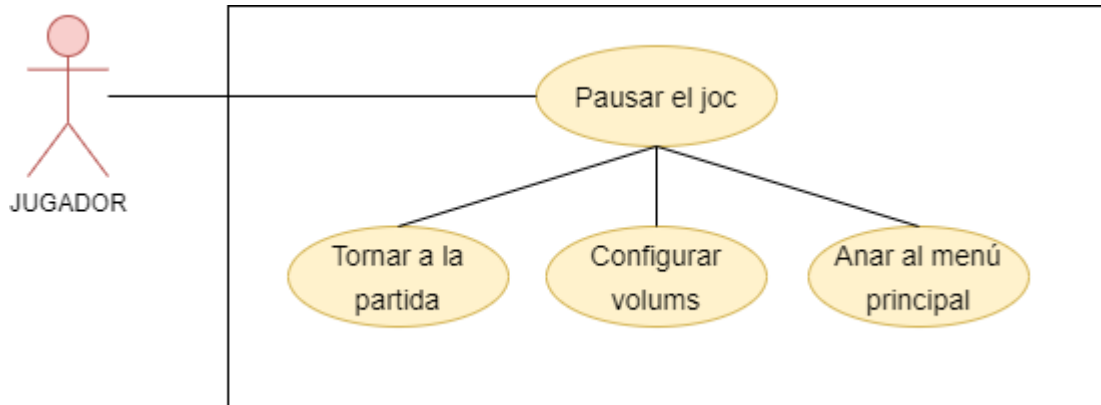 Pausar el joc
JUGADOR
Tornar a la
partida
Configurar
volums
Anar al menú
principal